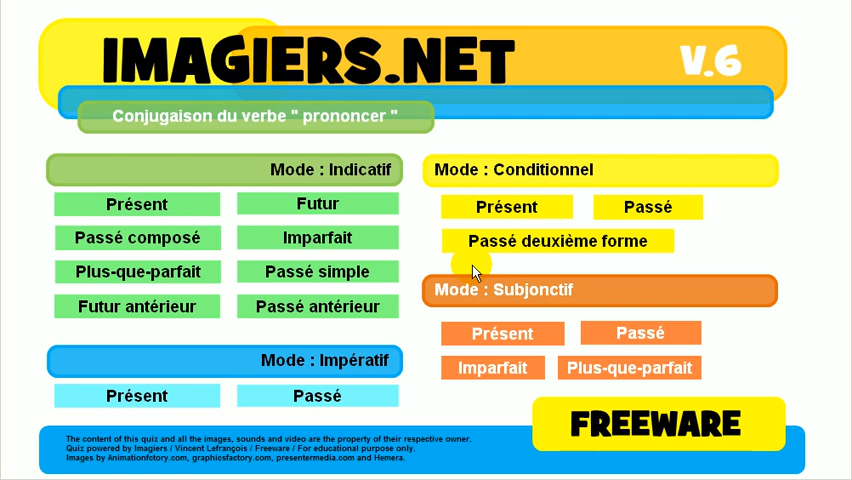 IMAGIERS.NET
V.6
Conjugaison du verbe " prononcer "
Mode : Indicatif
Présent
Futur
Passé composé
Imparfait
Plus-que-parfait
Passé simple
Futur antérieur
Passé antérieur
Mode : Impératif
Présent
Passé
Mode : Conditionnel
Présent
Passé
Passé deuxième forme
Mode : Subjonctif
Présent
Passé
Imparfait
Plus-que-parfait
FREEWARE
The content of this quiz and all the images, sounds and video are the property of their respective owner.
Quiz powered by Imagiers / Vincent Lefrançois / Freeware / For educational purpose only.
Images by Animationfctory.com, graphicsfactory.com, presentermedia.com and Hemera.